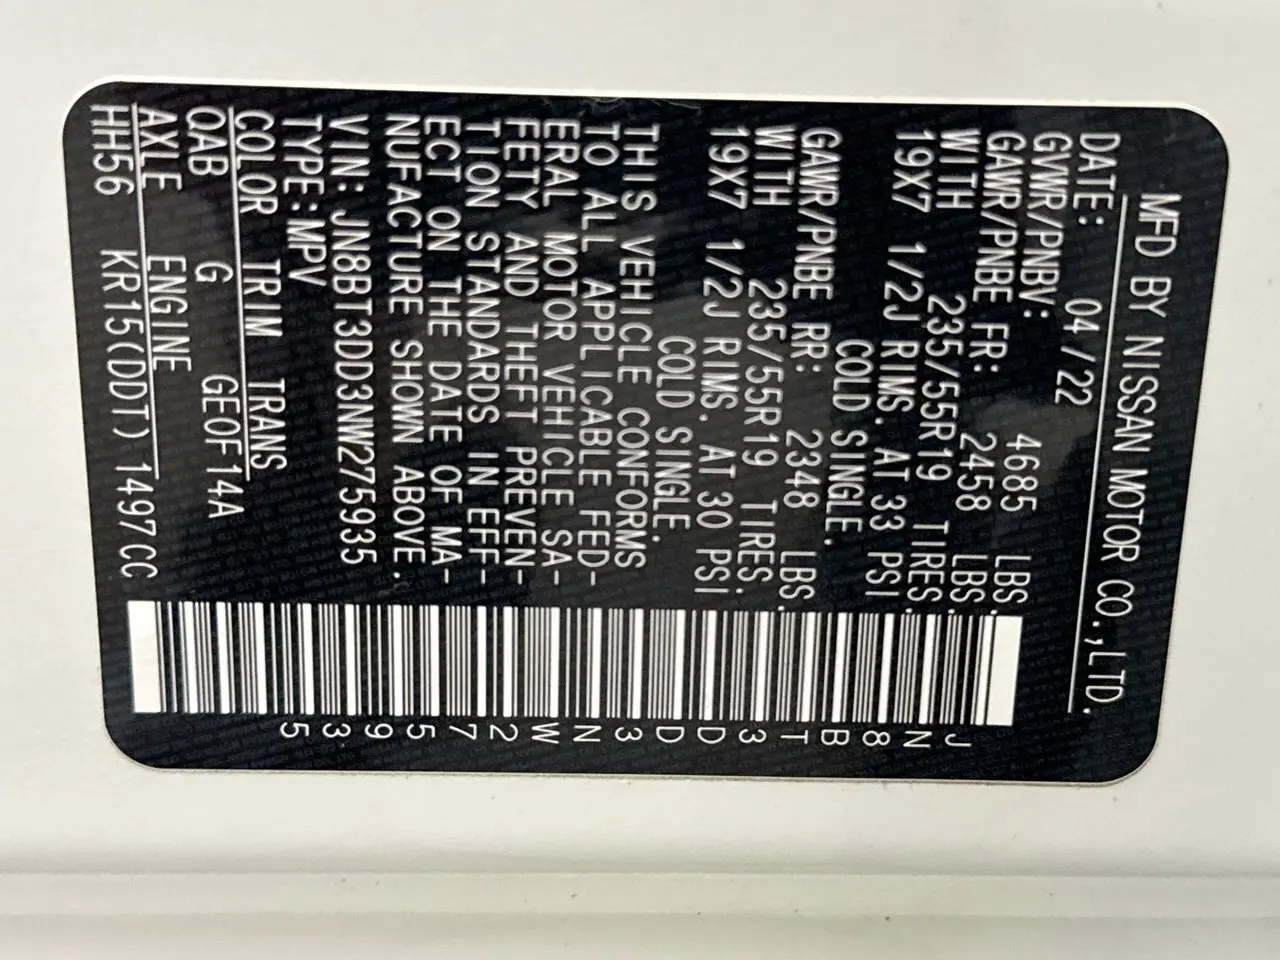 MFD BY NISSAN MOTOR CO.,LTD.
DATE: 04/22
GVWR/PNBV: 4685 LBS.
GAWR/PNBE FR: 2458 LBS.
WITH 235/55R19 TIRES.
19X7 1/2J RIMS. AT 33 PSI
COLD SINGLE.
GAWR/PNBE RR: 2348 LBS.
WITH 235/55R19 TIRES.
19X7 1/2J RIMS. AT 30 PSI
COLD SINGLE.
THIS VEHICLE CONFORMS
TO ALL APPLICABLE FED-
ERAL MOTOR VEHICLE SA-
FETY AND THEFT PREVEN-
TION STANDARDS IN EFF-
ECT ON THE DATE OF MA-
NUFACTURE SHOWN ABOVE.
VIN: JN8BT3DD3NW275935
TYPE:MPV
COLOR TRIM TRANS
QAB G GE0F14A
AXLE ENGINE
HH56 KR15(DDT)1497CC
JN8BT3DD3NW275935